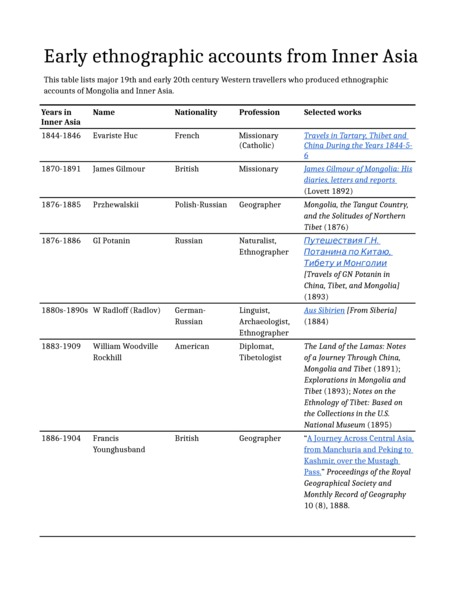 Early ethnographic accounts from Inner Asia
This table lists major 19th and early 20th century Western travellers who produced ethnographic
accounts of Mongolia and Inner Asia.
Years in Inner Asia Name Nationality Profession Selected works
1844-1846 Evariste Huc French Missionary (Catholic) Travels in Tartary, Thibet and
China During the Years 1844-5-
6
1870-1891 James Gilmour British Missionary James Gilmour of Mongolia: His
diaries, letters and reports
(Lovett 1892)
1876-1885 Przhewalskii Polish-Russian Geographer Mongolia, the Tangut Country,
and the Solitudes of Northern
Tibet (1876)
1876-1886 GI Potanin Russian Naturalist, Ethnographer Путешествия Г.Н.
Потанина по Китаю,
Тибету и Монголии
[Travels of GN Potanin in
China, Tibet, and Mongolia]
(1893)
1880s-1890s W Radloff (Radlov) German-Russian Linguist, Archaeologist, Ethnographer Aus Sibirien [From Siberia]
(1884)
1883-1909 William Woodville Rockhill American Diplomat, Tibetologist The Land of the Lamas: Notes
of a Journey Through China,
Mongolia and Tibet (1891);
Explorations in Mongolia and
Tibet (1893); Notes on the
Ethnology of Tibet: Based on
the Collections in the U.S.
National Museum (1895)
1886-1904 Francis Younghusband British Geographer "A Journey Across Central Asia,
from Manchuria and Peking to
Kashmir, over the Mustagh
Pass." Proceedings of the Royal
Geographical Society and
Monthly Record of Geography
10 (8), 1888.